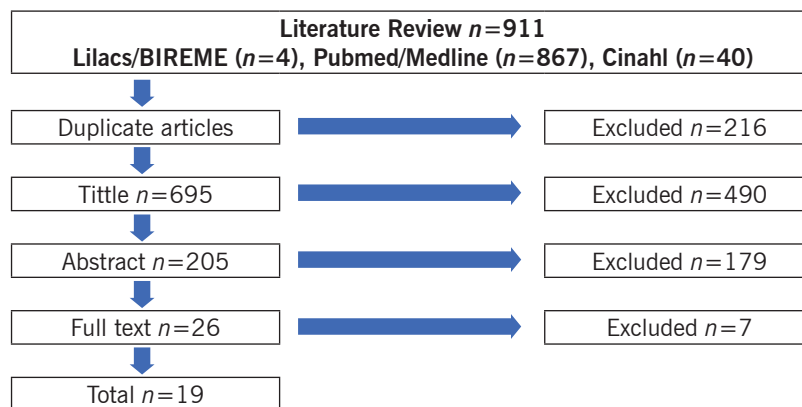 Literature Review n=911
Lilacs/BIREME (n=4), Pubmed/Medline (n=867), Cinahl (n=40)
Duplicate articles
Excluded n=216
Tittle n=695
Excluded n=490
Abstract n=205
Excluded n=179
Full text n=26
Excluded n=7
Total n=19